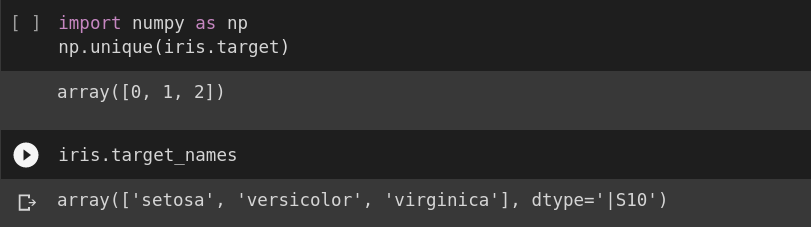 [ ] import numpy as np
np.unique(iris.target)
array([0, 1, 2])
iris.target_names
array(['setosa', 'versicolor', 'virginica'], dtype='|S10')